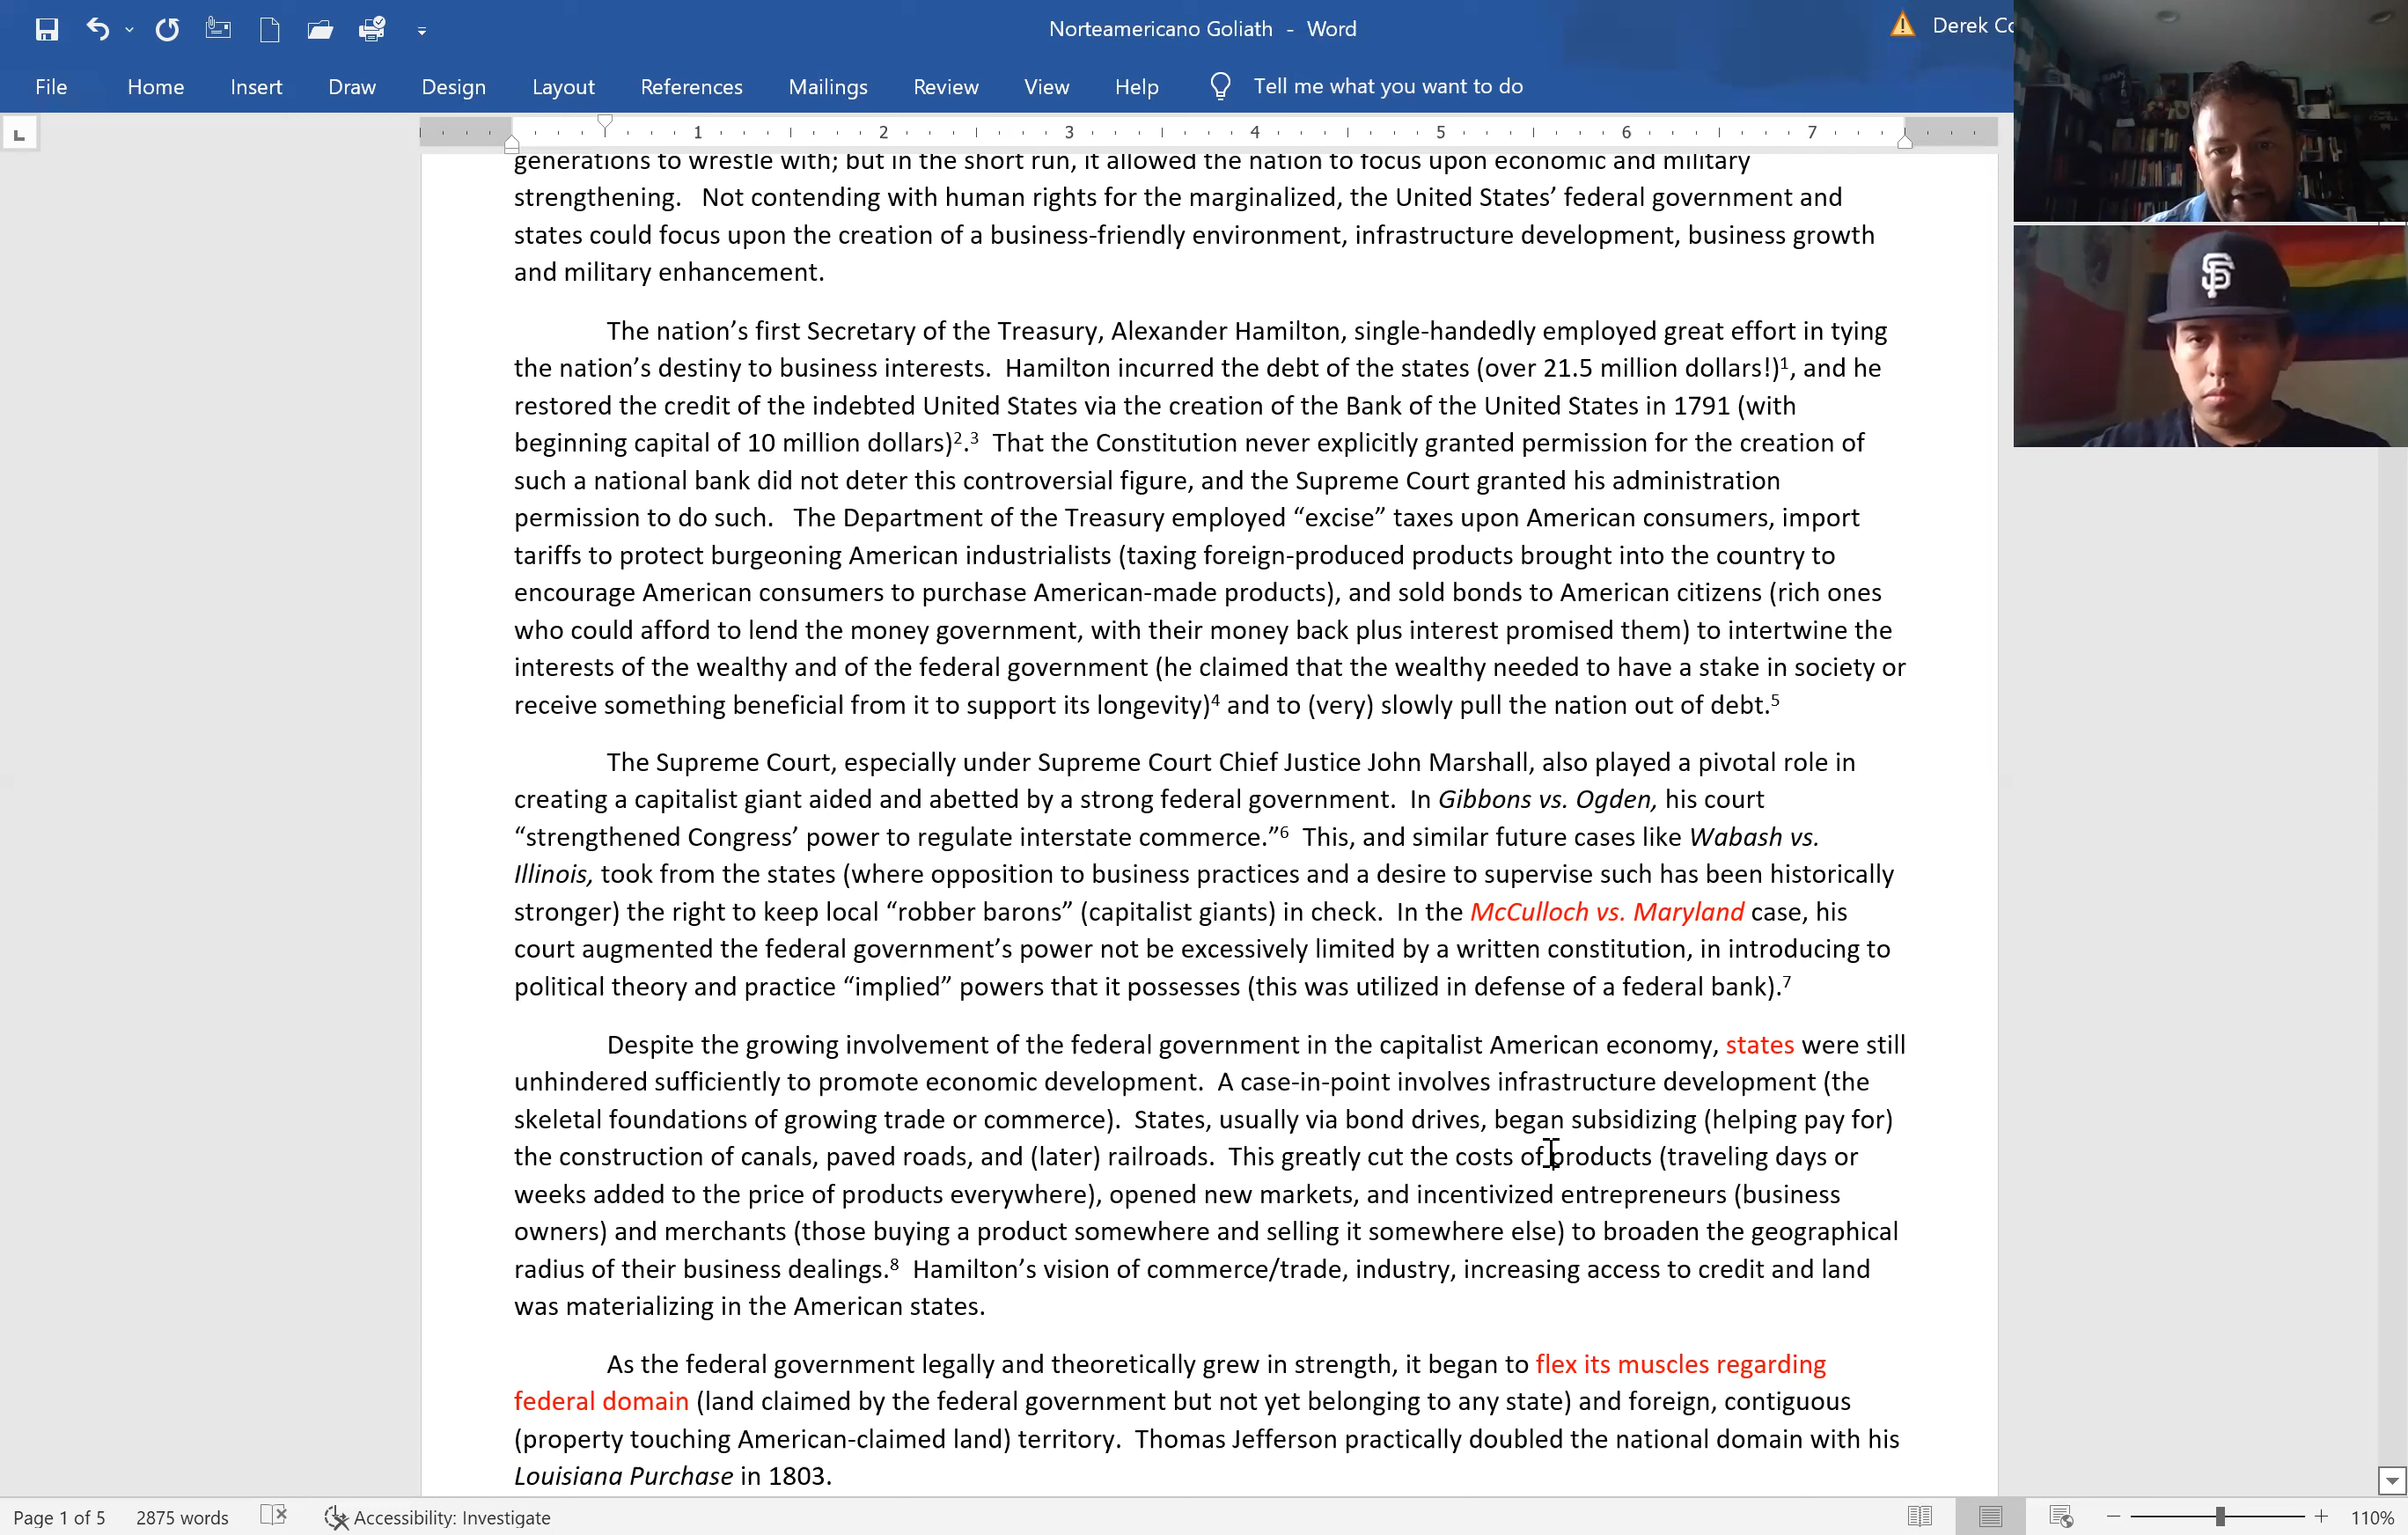 Norteamericano Goliath - Word
Derek Co
File Home Insert Draw Design Layout References Mailings Review View Help Tell me what you want to do
1 2 3 4 5 6 7
generations to wrestle with; but in the short run, it allowed the nation to focus upon economic and military
strengthening. Not contending with human rights for the marginalized, the United States’ federal government and
states could focus upon the creation of a business-friendly environment, infrastructure development, business growth
and military enhancement.
The nation’s first Secretary of the Treasury, Alexander Hamilton, single-handedly employed great effort in tying
the nation’s destiny to business interests. Hamilton incurred the debt of the states (over 21.5 million dollars!)¹, and he
restored the credit of the indebted United States via the creation of the Bank of the United States in 1791 (with
beginning capital of 10 million dollars)².³ That the Constitution never explicitly granted permission for the creation of
such a national bank did not deter this controversial figure, and the Supreme Court granted his administration
permission to do such. The Department of the Treasury employed “excise” taxes upon American consumers, import
tariffs to protect burgeoning American industrialists (taxing foreign-produced products brought into the country to
encourage American consumers to purchase American-made products), and sold bonds to American citizens (rich ones
who could afford to lend the money government, with their money back plus interest promised them) to intertwine the
interests of the wealthy and of the federal government (he claimed that the wealthy needed to have a stake in society or
receive something beneficial from it to support its longevity)⁴ and to (very) slowly pull the nation out of debt.⁵
The Supreme Court, especially under Supreme Court Chief Justice John Marshall, also played a pivotal role in
creating a capitalist giant aided and abetted by a strong federal government. In Gibbons vs. Ogden, his court
“strengthened Congress’ power to regulate interstate commerce.”⁶ This, and similar future cases like Wabash vs.
Illinois, took from the states (where opposition to business practices and a desire to supervise such has been historically
stronger) the right to keep local “robber barons” (capitalist giants) in check. In the McCulloch vs. Maryland case, his
court augmented the federal government’s power not be excessively limited by a written constitution, in introducing to
political theory and practice “implied” powers that it possesses (this was utilized in defense of a federal bank).⁷
Despite the growing involvement of the federal government in the capitalist American economy, states were still
unhindered sufficiently to promote economic development. A case-in-point involves infrastructure development (the
skeletal foundations of growing trade or commerce). States, usually via bond drives, began subsidizing (helping pay for)
the construction of canals, paved roads, and (later) railroads. This greatly cut the costs of products (traveling days or
weeks added to the price of products everywhere), opened new markets, and incentivized entrepreneurs (business
owners) and merchants (those buying a product somewhere and selling it somewhere else) to broaden the geographical
radius of their business dealings.⁸ Hamilton’s vision of commerce/trade, industry, increasing access to credit and land
was materializing in the American states.
As the federal government legally and theoretically grew in strength, it began to flex its muscles regarding
federal domain (land claimed by the federal government but not yet belonging to any state) and foreign, contiguous
(property touching American-claimed land) territory. Thomas Jefferson practically doubled the national domain with his
Louisiana Purchase in 1803.
SF
Page 1 of 5 2875 words Accessibility: Investigate 110%